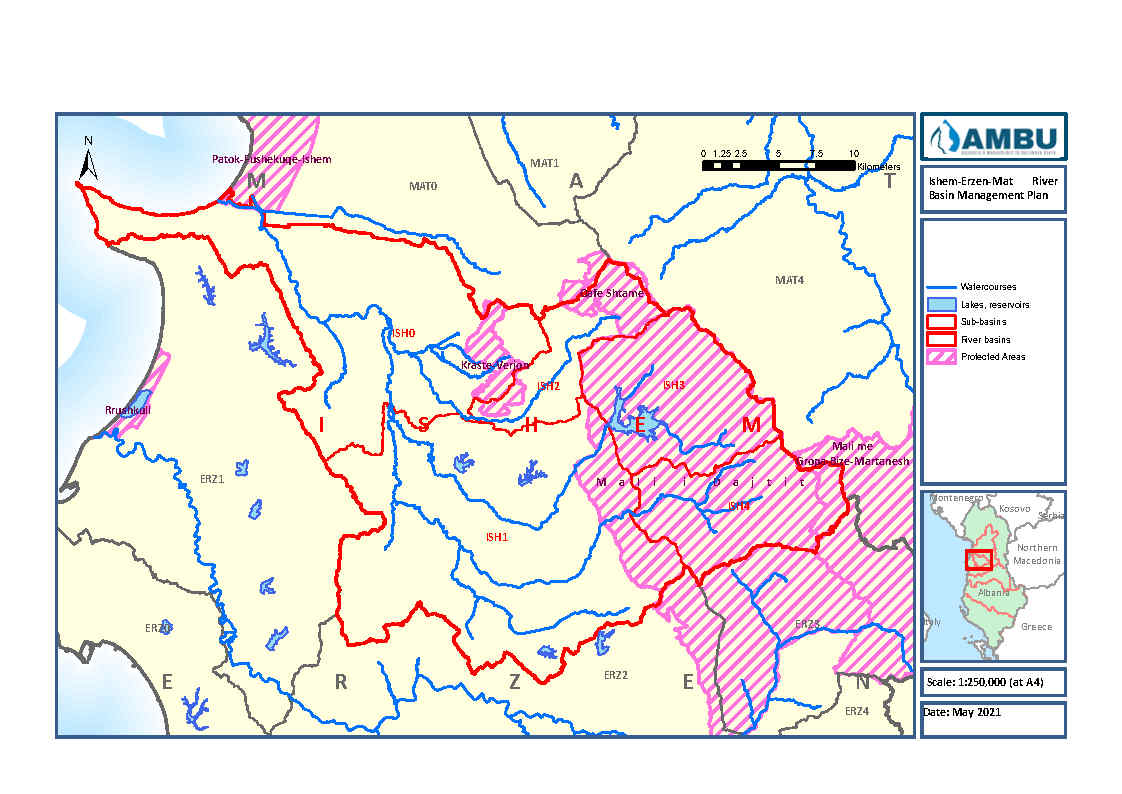 N
Patok-Fushekuqe-Ishem
MAT1
0 1.25 2.5 5 7.5 10
Kilometers
M A T
MAT0
MAT4
Qafe Shtame
ISH0
Kraste-Verjon
ISH2
ISH3
Rrushkull
I S H E M
Mali me
Gropa-Bize-Martanesh
ERZ1
Mali i Dajtit
ISH4
ISH1
ERZ3
ERZ2
E R Z E N
ERZ4
AMBU
Ishem-Erzen-Mat River
Basin Management Plan
Watercourses
Lakes, reservoirs
Sub-basins
River basins
Protected Areas
Montenegro
Kosovo
Serbia
Northern
Macedonia
Albania
Italy
Greece
Scale: 1:250,000 (at A4)
Date: May 2021